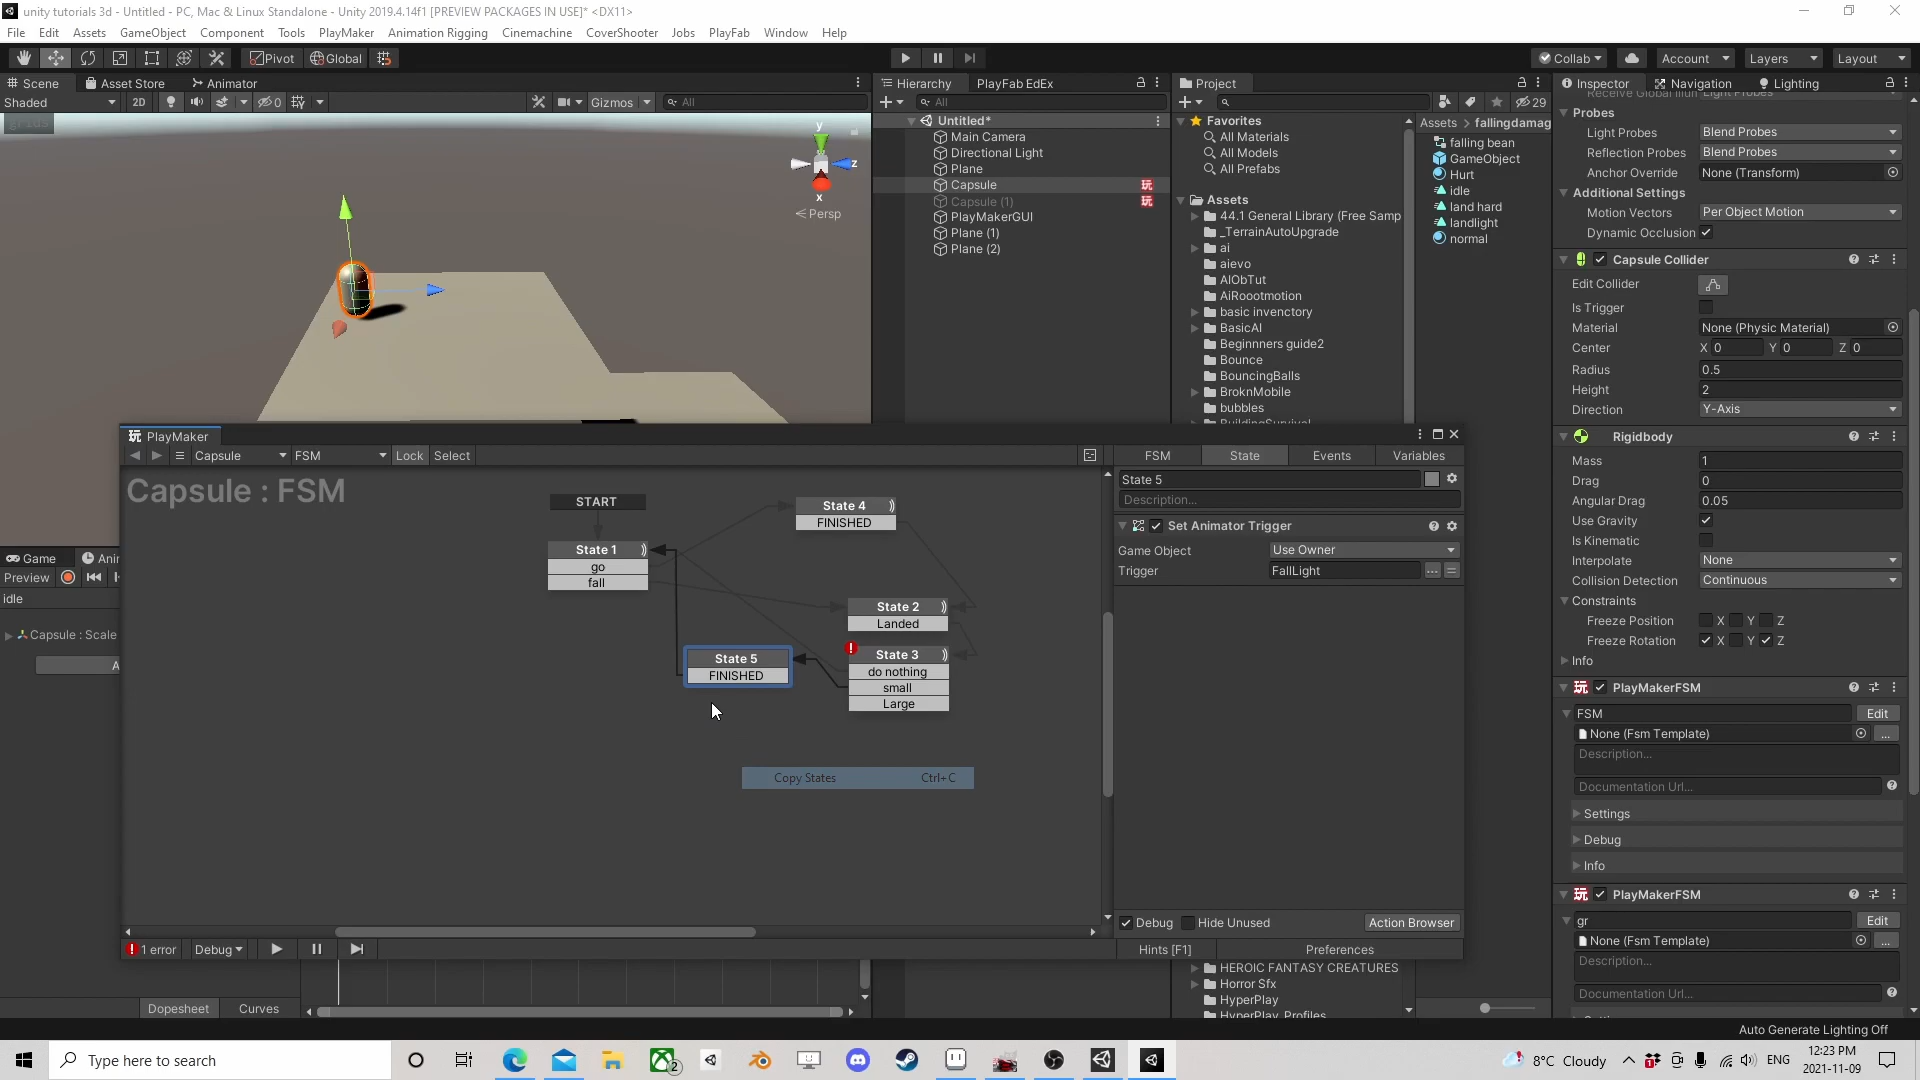 unity tutorials 3d - Untitled - PC, Mac & Linux Standalone - Unity 2019.4.14f1 [PREVIEW PACKAGES IN USE]* <DX11>
File Edit Assets GameObject Component Tools PlayMaker Animation Rigging Cinemachine CoverShooter Jobs PlayFab Window Help
Pivot Global Collab Account Layers Layout
Scene Asset Store Animator
Shaded 2D 0 Gizmos All
y
z
x
Persp
Hierarchy PlayFab EdEx
All
Untitled*
Main Camera
Directional Light
Plane
Capsule
Capsule (1)
PlayMakerGUI
Plane (1)
Plane (2)
Project
29
Favorites
All Materials
All Models
All Prefabs
Assets
44.1 General Library (Free Samp
_TerrainAutoUpgrade
ai
aievo
AIObTut
AiRoootmotion
basic invenctory
BasicAI
Beginnners guide2
Bounce
BouncingBalls
BroknMobile
bubbles
BuildingSurvival
HEROIC FANTASY CREATURES
Horror Sfx
HyperPlay
HyperPlay_Profiles
Assets > fallingdamag
falling bean
GameObject
Hurt
idle
land hard
landlight
normal
Inspector Navigation Lighting
Receive Global Illun Light Probes
Probes
Light Probes Blend Probes
Reflection Probes Blend Probes
Anchor Override None (Transform)
Additional Settings
Motion Vectors Per Object Motion
Dynamic Occlusion
Capsule Collider
Edit Collider
Is Trigger
Material None (Physic Material)
Center X 0 Y 0 Z 0
Radius 0.5
Height 2
Direction Y-Axis
Rigidbody
Mass 1
Drag 0
Angular Drag 0.05
Use Gravity
Is Kinematic
Interpolate None
Collision Detection Continuous
Constraints
Freeze Position X Y Z
Freeze Rotation X Y Z
Info
PlayMakerFSM
FSM Edit
None (Fsm Template) ...
Description...
Documentation Url...
Settings
Debug
Info
PlayMakerFSM
gr Edit
None (Fsm Template) ...
Description...
Documentation Url...
Game Ani
Preview
idle
Capsule : Scale
A
Dopesheet Curves
PlayMaker
Capsule FSM Lock Select
Capsule : FSM
START
State 1
go
fall
State 4
FINISHED
State 2
Landed
State 3
do nothing
small
Large
State 5
FINISHED
Copy States Ctrl+C
FSM State Events Variables
State 5
Description...
Set Animator Trigger
Game Object Use Owner
Trigger FallLight
Debug Hide Unused Action Browser
1 error Debug Hints [F1] Preferences
Auto Generate Lighting Off
Type here to search
2
8°C Cloudy ENG
12:23 PM
2021-11-09